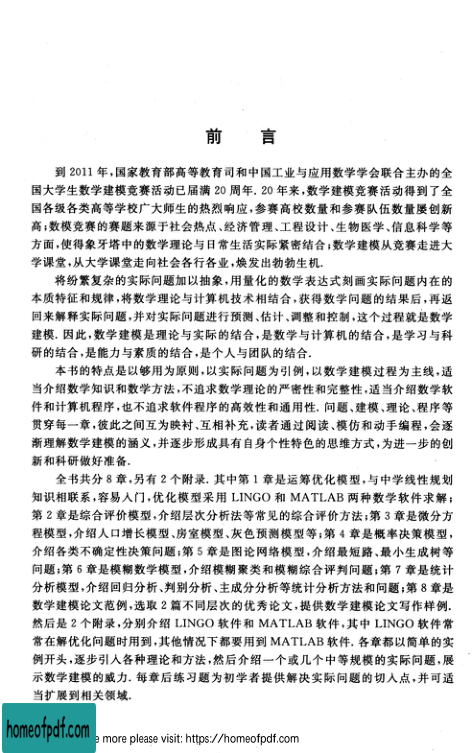 前 言
到 2011 年,国家教育部高等教育司和中国工业与应用数学学会联合主办的全
国大学生数学建模竞赛活动已届满 20 周年. 20 年来,数学建模竞赛活动得到了全
国各级各类高等学校广大师生的热烈响应,参赛高校数量和参赛队伍数量屡创新
高;数模竞赛的赛题来源于社会热点、经济管理、工程设计、生物医学、信息科学等
方面,使得象牙塔中的数学理论与日常生活实际紧密结合;数学建模从竞赛走进大
学课堂,从大学课堂走向社会各行各业,焕发出勃勃生机.
将纷繁复杂的实际问题加以抽象,用量化的数学表达式刻画实际问题内在的
本质特征和规律,将数学理论与计算机技术相结合,获得数学问题的结果后,再返
回来解释实际问题,并对实际问题进行预测、估计、调整和控制,这个过程就是数学
建模. 因此,数学建模是理论与实际的结合,是数学与计算机的结合,是学习与科
研的结合,是能力与素质的结合,是个人与团队的结合.
本书的特点是以够用为原则,以实际问题为引例,以数学建模过程为主线,适
当介绍数学知识和数学方法,不追求数学理论的严密性和完整性,适当介绍数学软
件和计算机程序,也不追求软件程序的高效性和通用性. 问题、建模、理论、程序等
贯穿每一章,彼此之间互为映衬、互相补充,读者通过阅读、模仿和动手编程,会逐
渐理解数学建模的涵义,并逐步形成具有自身个性特色的思维方式,为进一步的创
新和科研做好准备.
全书共分 8 章,另有 2 个附录. 其中第 1 章是运筹优化模型,与中学线性规划
知识相联系,容易入门,优化模型采用 LINGO 和 MATLAB 两种数学软件求解;
第 2 章是综合评价模型,介绍层次分析法等常见的综合评价方法;第 3 章是微分方
程模型,介绍人口增长模型、房室模型、灰色预测模型等;第 4 章是概率决策模型,
介绍各类不确定性决策问题;第 5 章是图论网络模型,介绍最短路、最小生成树等
问题;第 6 章是模糊数学模型,介绍模糊聚类和模糊综合评判问题;第 7 章是统计
分析模型,介绍回归分析、判别分析、主成分分析等统计分析方法和问题;第 8 章是
数学建模论文范例,选取 2 篇不同层次的优秀论文,提供数学建模论文写作样例.
然后是 2 个附录,分别介绍 LINGO 软件和 MATLAB 软件,其中 LINGO 软件常
常在解优化问题时用到,其他情况下都要用到 MATLAB 软件. 各章都以简单的实
例开头,逐步引入各种理论和方法,然后介绍一个或几个中等规模的实际问题,展
示数学建模的威力. 每章后练习题为初学者提供解决实际问题的切入点,并可适
当扩展到相关领域.
homeofpdf.com
e more please visit: https://homeofpdf.com